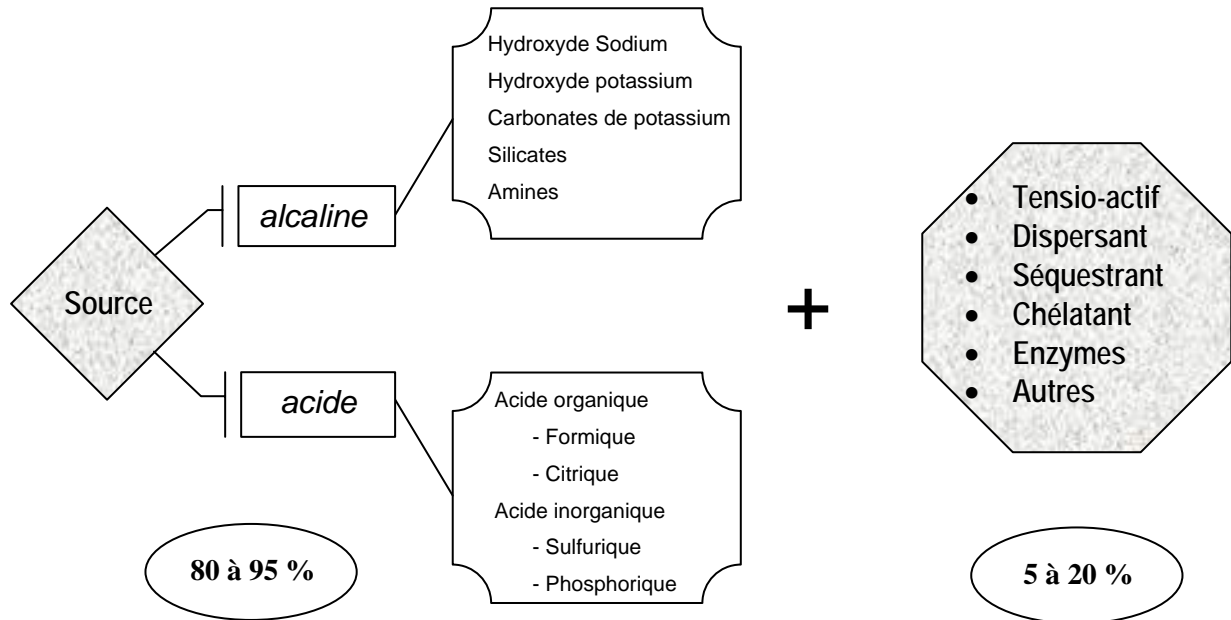 Source
alcaline
Hydroxyde Sodium
Hydroxyde potassium
Carbonates de potassium
Silicates
Amines
acide
Acide organique
- Formique
- Citrique
Acide inorganique
- Sulfurique
- Phosphorique
80 à 95 %
+
• Tensio-actif
• Dispersant
• Séquestrant
• Chélatant
• Enzymes
• Autres
5 à 20 %